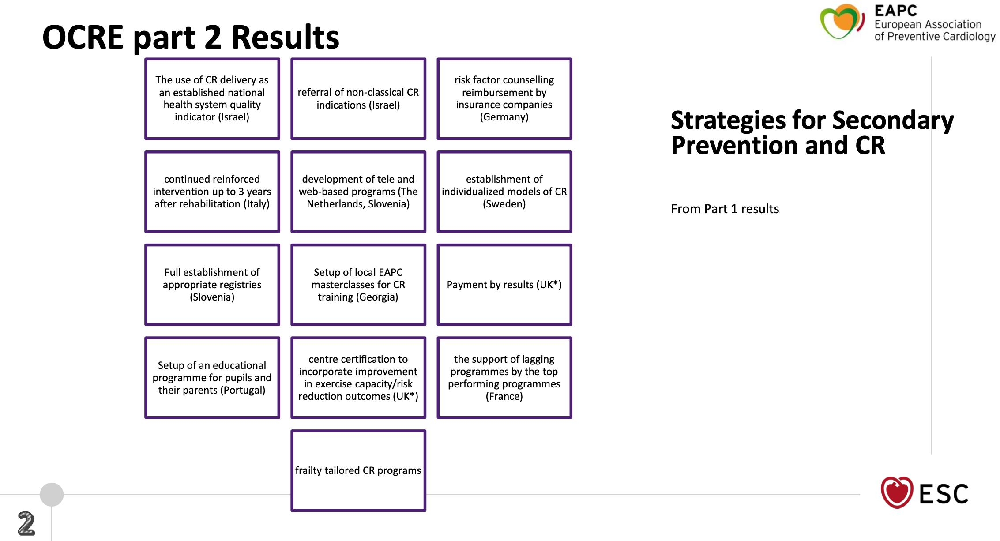 OCRE part 2 Results
EAPC
European Association
of Preventive Cardiology
The use of CR delivery as
an established national
health system quality
indicator (Israel)
referral of non-classical CR
indications (Israel)
risk factor counselling
reimbursement by
insurance companies
(Germany)
continued reinforced
intervention up to 3 years
after rehabilitation (Italy)
development of tele and
web-based programs (The
Netherlands, Slovenia)
establishment of
individualized models of CR
(Sweden)
Full establishment of
appropriate registries
(Slovenia)
Setup of local EAPC
masterclasses for CR
training (Georgia)
Payment by results (UK*)
Setup of an educational
programme for pupils and
their parents (Portugal)
centre certification to
incorporate improvement
in exercise capacity/risk
reduction outcomes (UK*)
the support of lagging
programmes by the top
performing programmes
(France)
frailty tailored CR programs
Strategies for Secondary
Prevention and CR
From Part 1 results
ESC
2